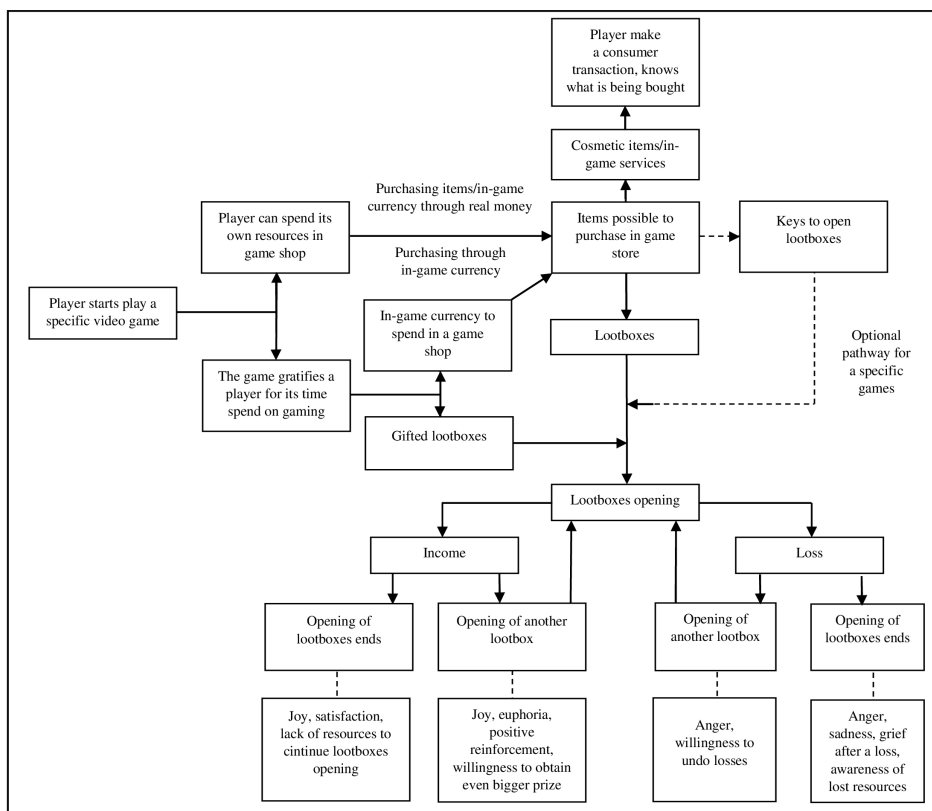 Player make
a consumer
transaction, knows
what is being bought
Cosmetic items/in-
game services
Purchasing items/in-game
currency through real money
Player can spend its
own resources in
game shop
Items possible to
purchase in game
store
Keys to open
lootboxes
Purchasing through
in-game currency
Player starts play a
specific video game
In-game currency to
spend in a game
shop
Lootboxes
Optional
pathway for
a specific
games
The game gratifies a
player for its time
spend on gaming
Gifted lootboxes
Lootboxes opening
Income
Loss
Opening of
lootboxes ends
Opening of another
lootbox
Opening of
another lootbox
Opening of
lootboxes ends
Joy, satisfaction,
lack of resources to
cintinue lootboxes
opening
Joy, euphoria,
positive
reinforcement,
willingness to obtain
even bigger prize
Anger,
willingness to
undo losses
Anger,
sadness, grief
after a loss,
awareness of
lost resources